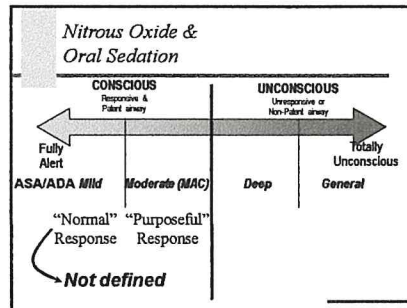 Nitrous Oxide &
Oral Sedation
CONSCIOUS
Responsive &
Patent airway
UNCONSCIOUS
Unresponsive or
Non-Patent airway
Fully
Alert
Totally
Unconscious
ASA/ADA Mild Moderate (MAC) Deep General
"Normal" "Purposeful"
Response Response
Not defined